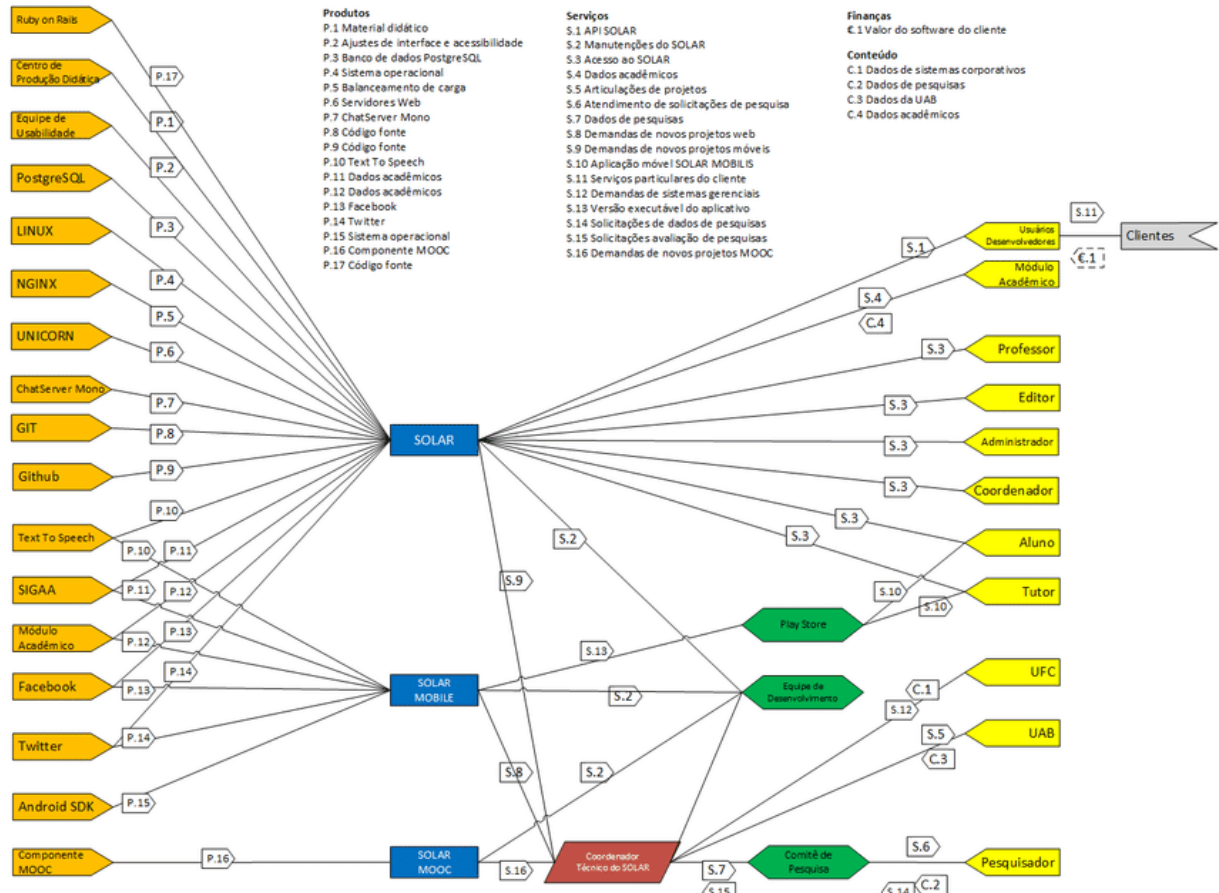 Produtos
P.1 Material didático
P.2 Ajustes de interface e acessibilidade
P.3 Banco de dados PostgreSQL
P.4 Sistema operacional
P.5 Balanceamento de carga
P.6 Servidores Web
P.7 ChatServer Mono
P.8 Código fonte
P.9 Código fonte
P.10 Text To Speech
P.11 Dados acadêmicos
P.12 Dados acadêmicos
P.13 Facebook
P.14 Twitter
P.15 Sistema operacional
P.16 Componente MOOC
P.17 Código fonte
Serviços
S.1 API SOLAR
S.2 Manutenções do SOLAR
S.3 Acesso ao SOLAR
S.4 Dados acadêmicos
S.5 Articulações de projetos
S.6 Atendimento de solicitações de pesquisa
S.7 Dados de pesquisas
S.8 Demandas de novos projetos web
S.9 Demandas de novos projetos móveis
S.10 Aplicação móvel SOLAR MOBILIS
S.11 Serviços particulares do cliente
S.12 Demandas de sistemas gerenciais
S.13 Versão executável do aplicativo
S.14 Solicitações de dados de pesquisas
S.15 Solicitações avaliação de pesquisas
S.16 Demandas de novos projetos MOOC
Finanças
€.1 Valor do software do cliente
Conteúdo
C.1 Dados de sistemas corporativos
C.2 Dados de pesquisas
C.3 Dados da UAB
C.4 Dados acadêmicos
Ruby on Rails
Centro de
Produção Didática
Equipe de
Usabilidade
PostgreSQL
LINUX
NGINX
UNICORN
ChatServer Mono
GIT
Github
Text To Speech
SIGAA
Módulo
Acadêmico
Facebook
Twitter
Android SDK
Componente
MOOC
P.17
P.1
P.2
P.3
P.4
P.5
P.6
P.7
P.8
P.9
P.10
P.10
P.11
P.11
P.12
P.12
P.13
P.13
P.14
P.14
P.15
P.16
SOLAR
SOLAR
MOBILE
SOLAR
MOOC
S.1
S.4
C.4
S.3
S.3
S.3
S.3
S.3
S.3
S.2
S.9
S.10
S.10
S.13
S.2
S.8
S.2
S.16
C.1
S.12
S.5
C.3
S.7
S.15
S.6
S.14
C.2
Play Store
Equipe de
Desenvolvimento
Coordenador
Técnico do SOLAR
Comitê de
Pesquisa
Usuários
Desenvolvedores
S.11
€.1
Clientes
Módulo
Acadêmico
Professor
Editor
Administrador
Coordenador
Aluno
Tutor
UFC
UAB
Pesquisador